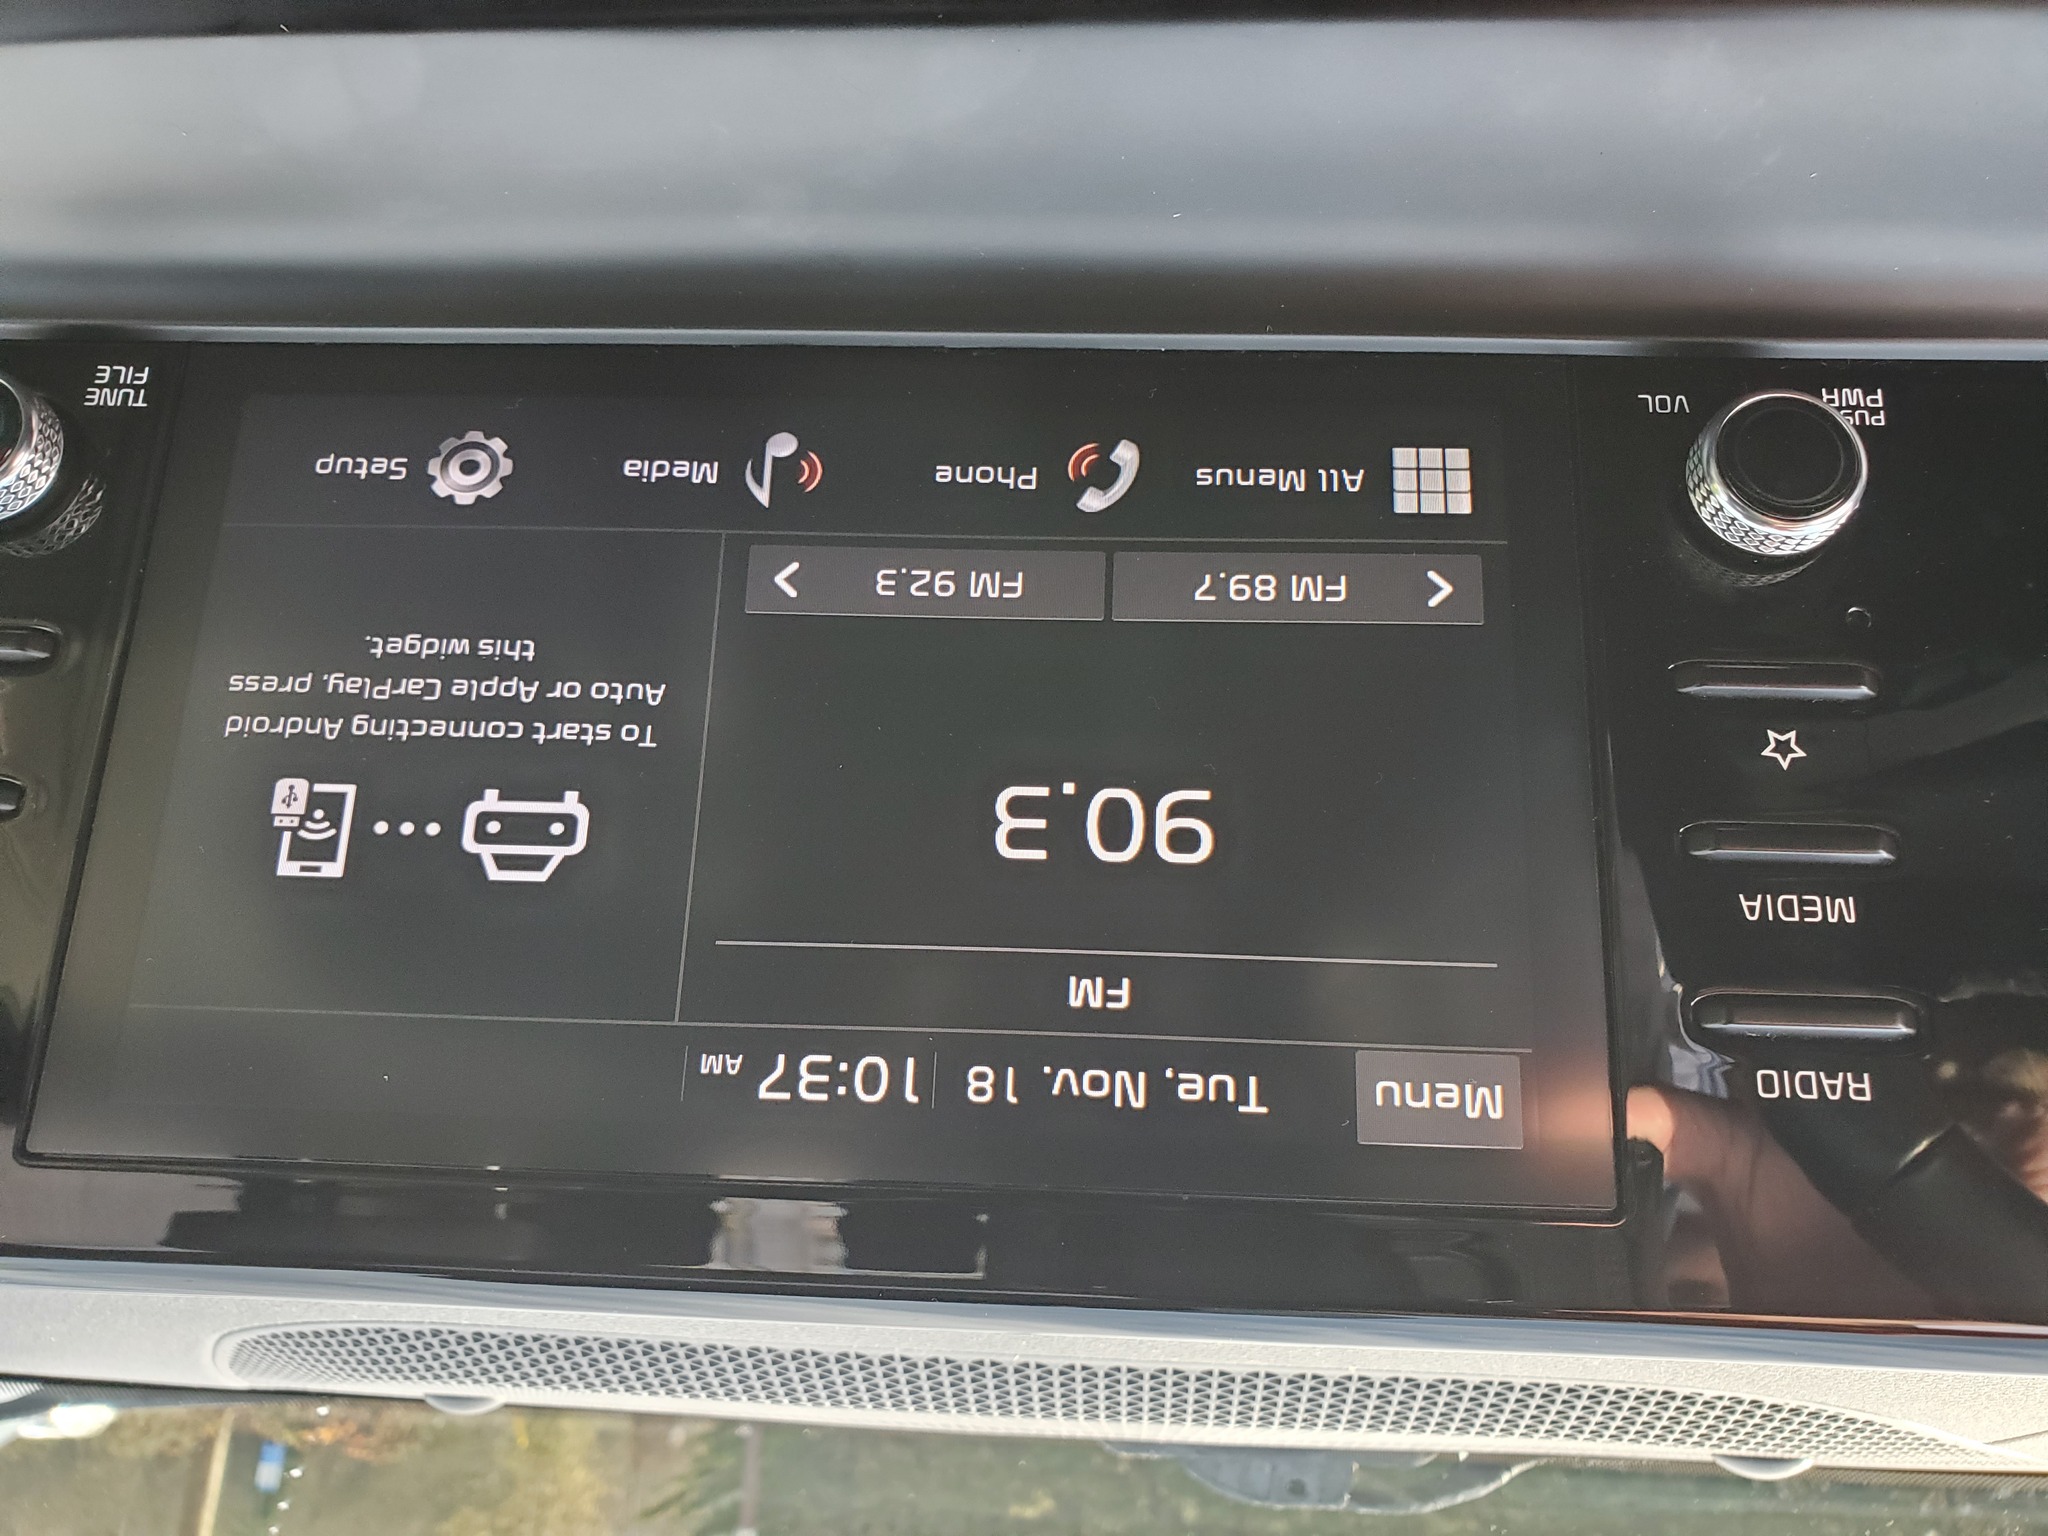 RADIO
MEDIA
VOL
PUSH
PWR
Menu
Tue, Nov. 18
10:37 AM
FM
90.3
FM 89.7
FM 92.3
To start connecting Android
Auto or Apple CarPlay, press
this widget.
All Menus
Phone
Media
Setup
TUNE
FILE